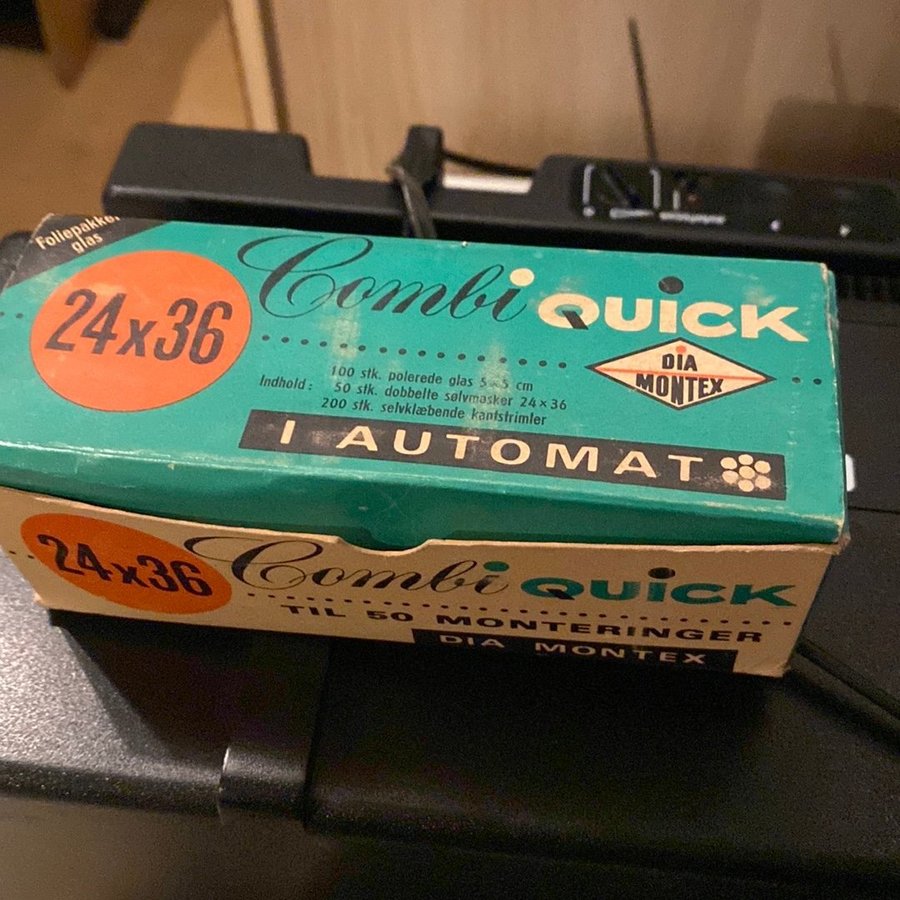 Foliepakket
glas
24x36
Combi QUICK
DIA
MONTEX
Indhold: 100 stk. polerede glas 5×5 cm
50 stk. dobbelte sølvmasker 24×36
200 stk. selvklæbende kantstrimler
I AUTOMAT
24x36
Combi QUICK
TIL 50 MONTERINGER
DIA MONTEX